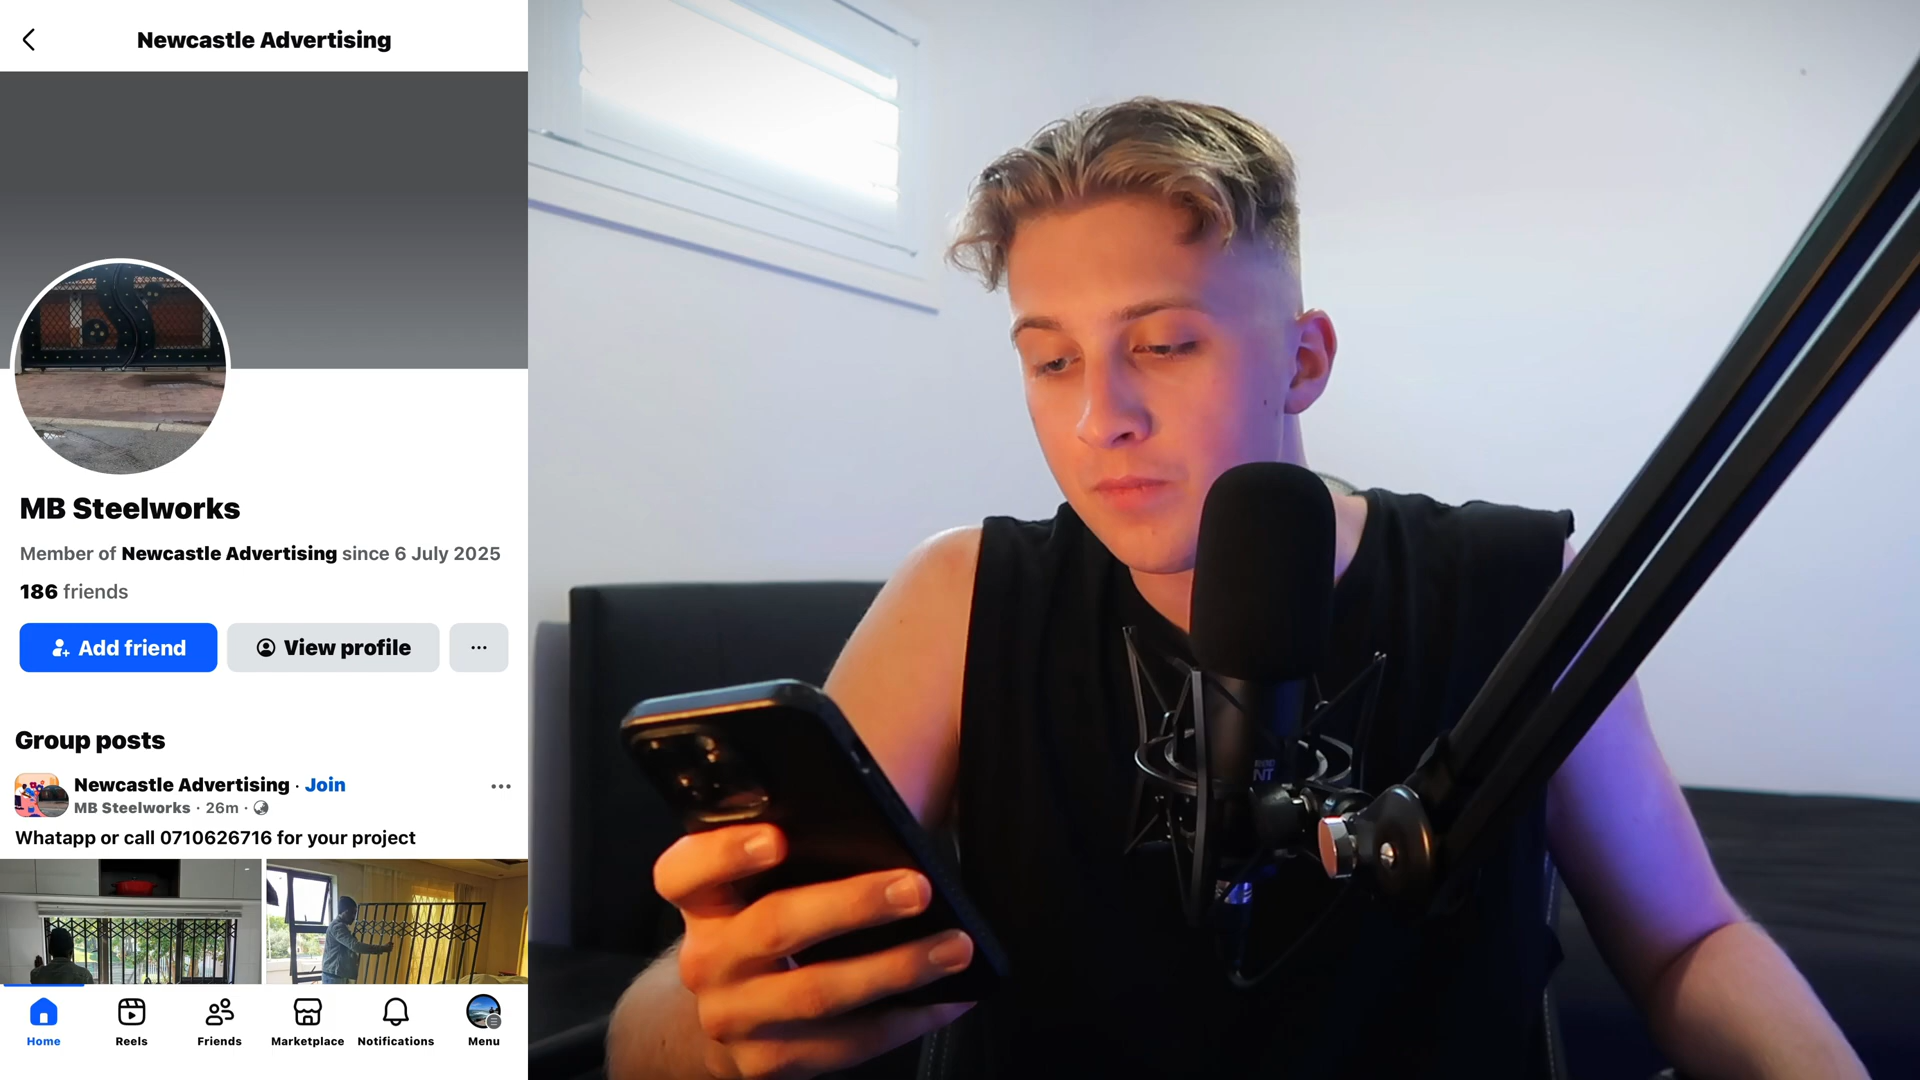 Newcastle Advertising
MB Steelworks
Member of Newcastle Advertising since 6 July 2025
186 friends
Add friend
View profile
Group posts
Newcastle Advertising · Join
MB Steelworks · 26m ·
Whatapp or call 0710626716 for your project
Home
Reels
Friends
Marketplace
Notifications
Menu
NT